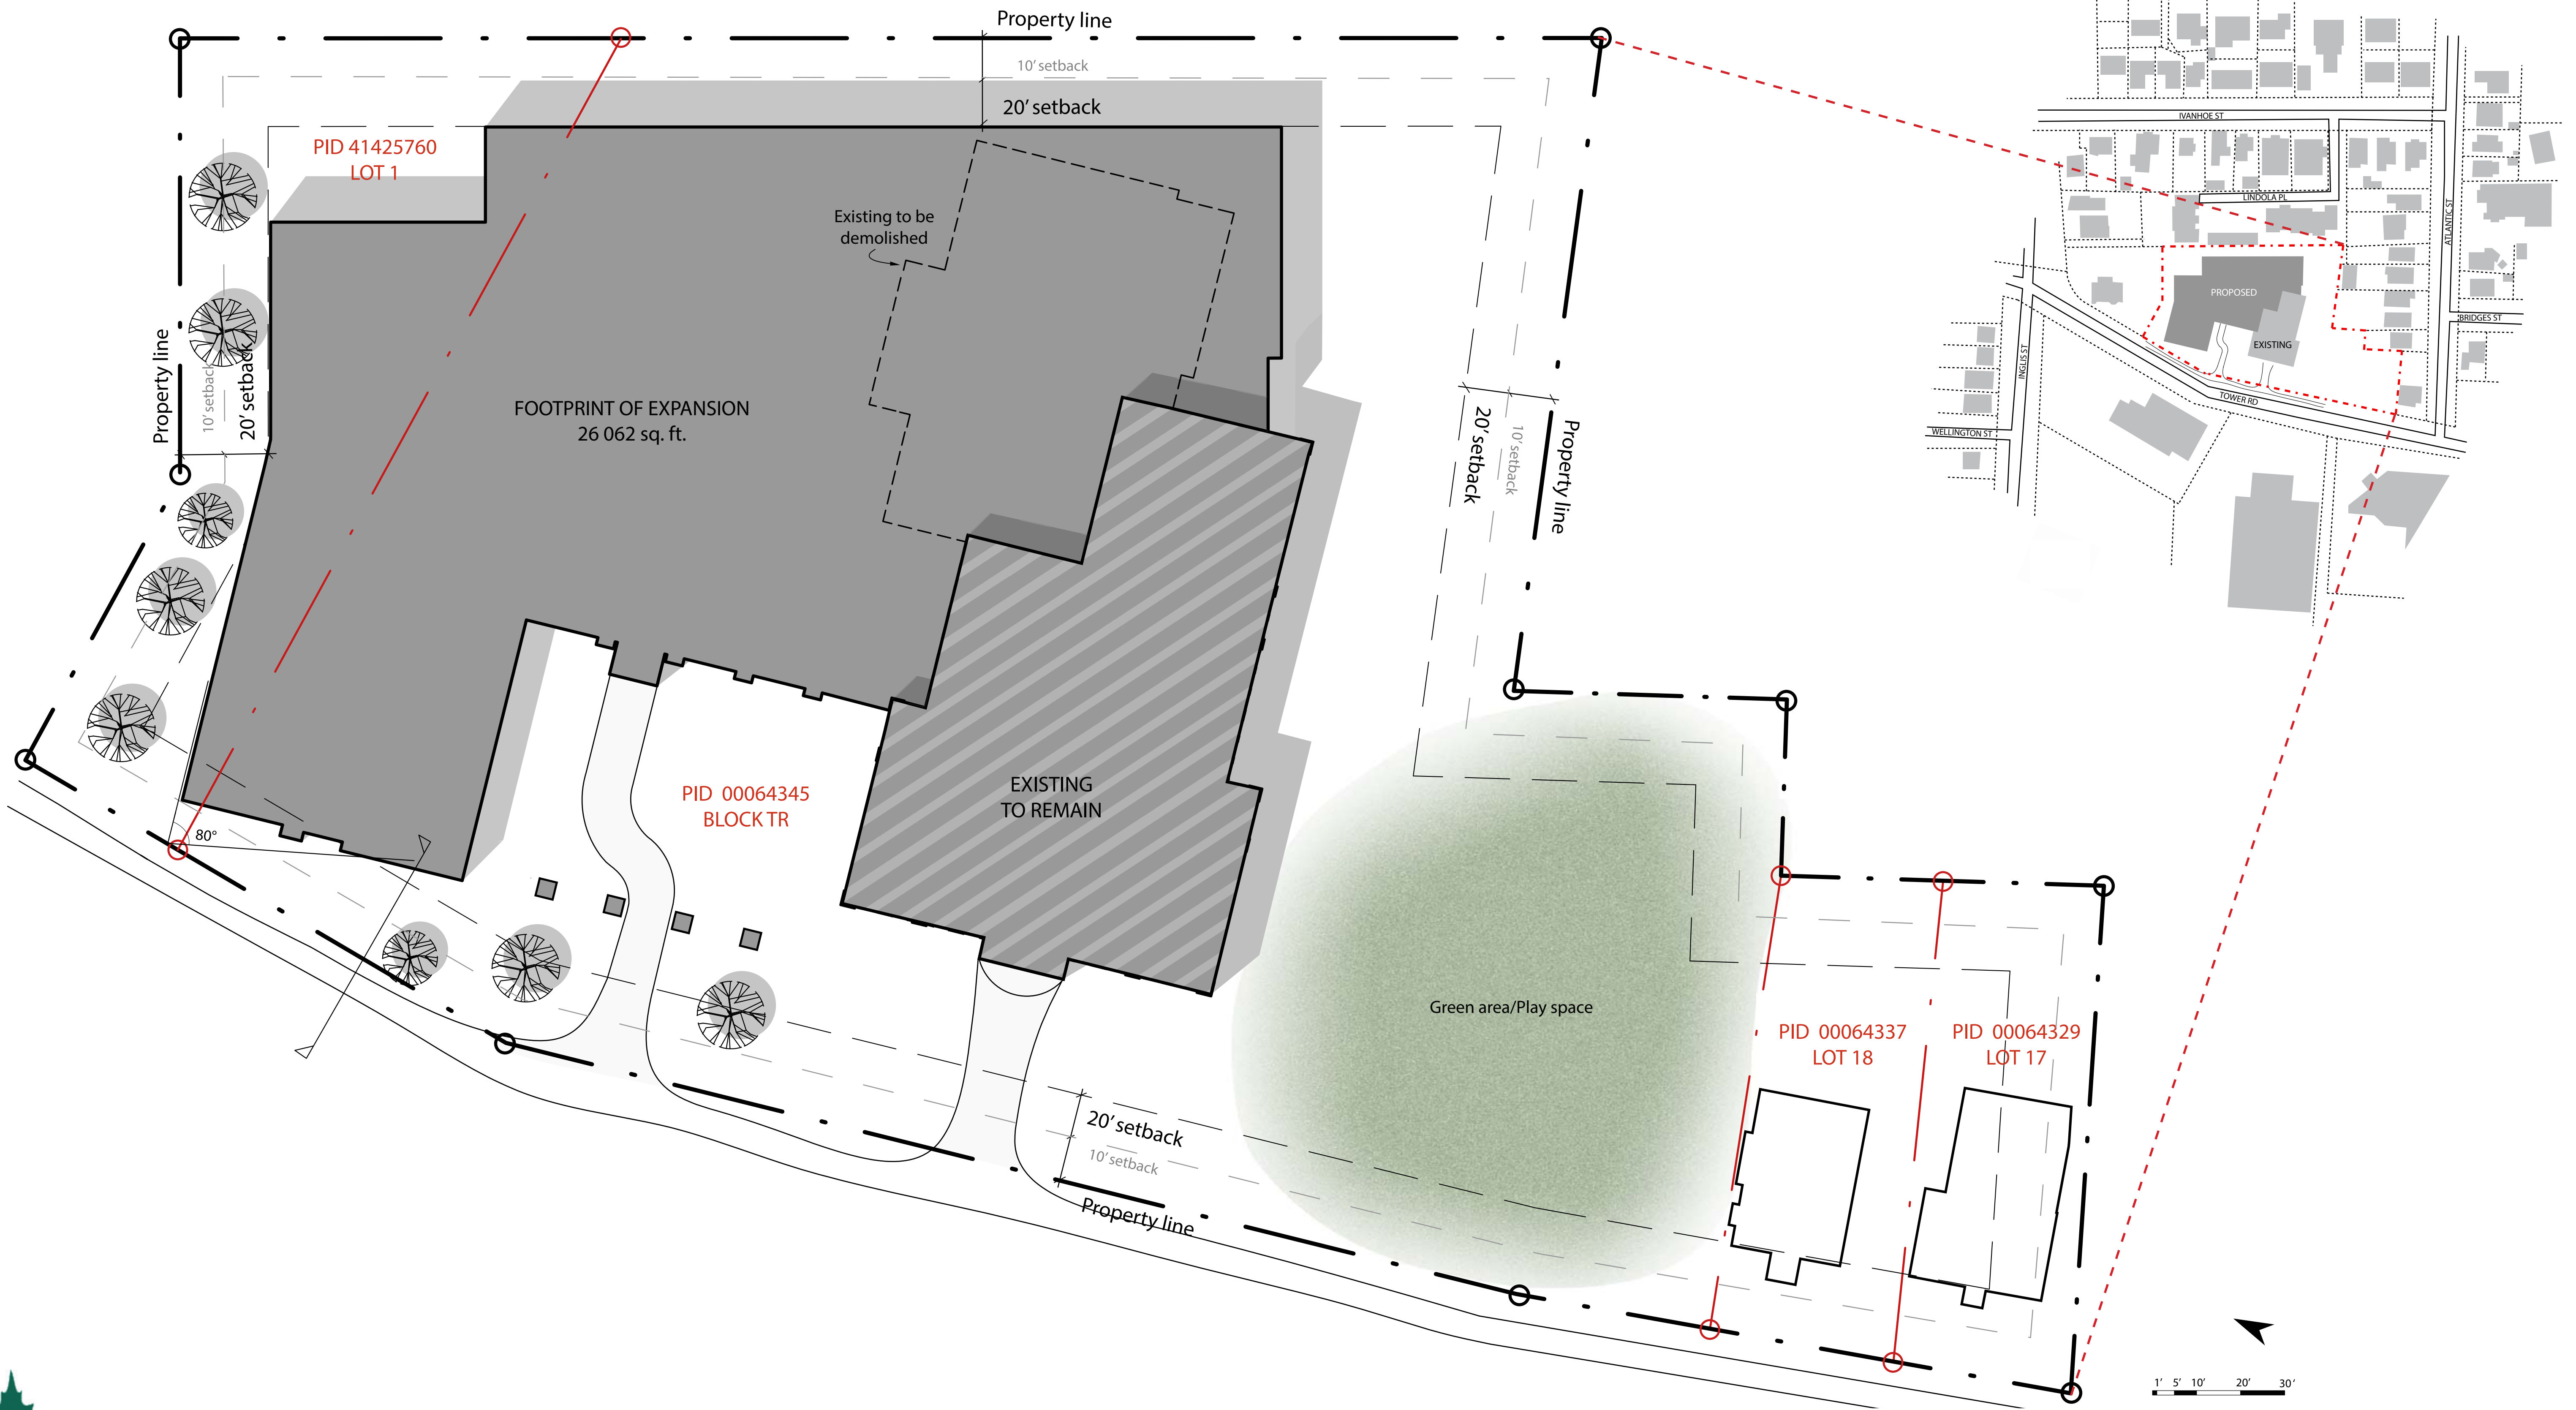 Property line
10' setback
20' setback
PID 41425760
LOT 1
Existing to be
demolished
Property line
10' setback
20' setback
FOOTPRINT OF EXPANSION
26 062 sq. ft.
20' setback
10' setback
Property line
PID 00064345
BLOCK TR
EXISTING
TO REMAIN
80°
Green area/Play space
PID 00064337
LOT 18
PID 00064329
LOT 17
20' setback
10' setback
Property line
IVANHOE ST
LINDOLA PL
ATLANTIC ST
PROPOSED
EXISTING
BRIDGES ST
INGLIS ST
TOWER RD
WELLINGTON ST
1' 5' 10' 20' 30'